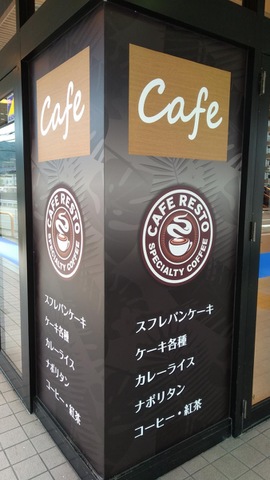 Cafe
CAFE RESTO
SPECIALTY COFFEE
スフレパンケーキ
ケーキ各種
カレーライス
ナポリタン
コーヒー・紅茶
Cafe
CAFE RESTO
SPECIALTY COFFEE
スフレパンケーキ
ケーキ各種
カレーライス
ナポリタン
コーヒー・紅茶